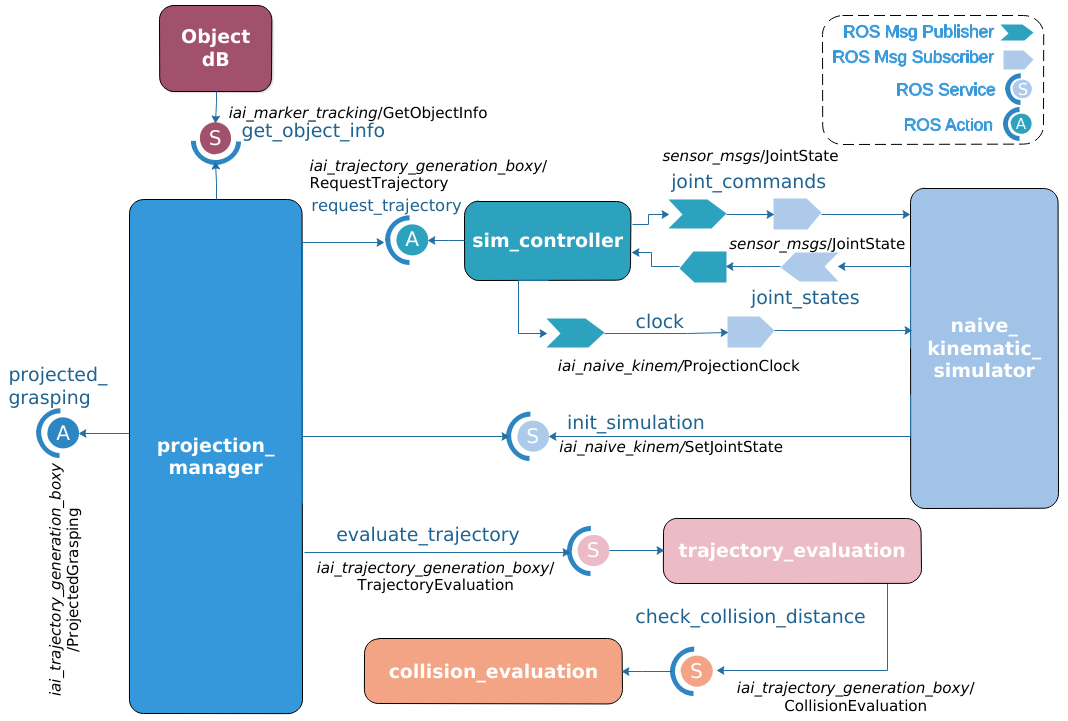 Object
dB
ROS Msg Publisher
ROS Msg Subscriber
ROS Service
S
ROS Action
A
iai_marker_tracking/GetObjectInfo
S
get_object_info
iai_trajectory_generation_boxy/
RequestTrajectory
request_trajectory
A
sim_controller
sensor_msgs/JointState
joint_commands
sensor_msgs/JointState
joint_states
clock
iai_naive_kinem/ProjectionClock
naive_
kinematic_
simulator
projected_
grasping
A
iai_trajectory_generation_boxy
/ProjectedGrasping
projection_
manager
init_simulation
S
iai_naive_kinem/SetJointState
evaluate_trajectory
S
iai_trajectory_generation_boxy/
TrajectoryEvaluation
trajectory_evaluation
check_collision_distance
collision_evaluation
S
iai_trajectory_generation_boxy/
CollisionEvaluation